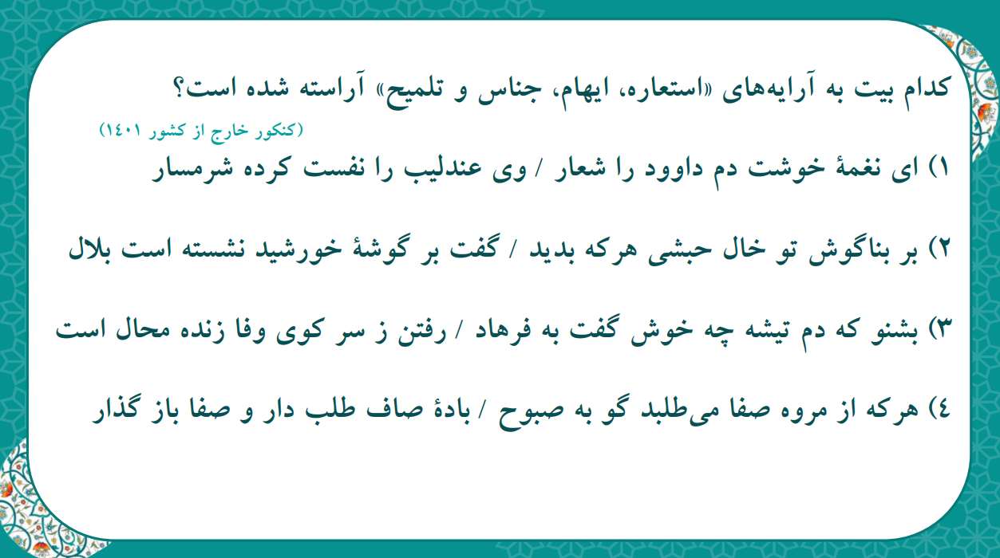 کدام بیت به آرایه‌های «استعاره، ایهام، جناس و تلمیح» آراسته شده است؟
(کنکور خارج از کشور ۱٤۰۱)
۱) ای نغمهٔ خوشت دم داوود را شعار / وی عندلیب را نفست کرده شرمسار
۲) بر بناگوش تو خال حبشی هرکه بدید / گفت بر گوشهٔ خورشید نشسته است بلال
۳) بشنو که دم تیشه چه خوش گفت به فرهاد / رفتن ز سر کوی وفا زنده محال است
٤) هرکه از مروه صفا می‌طلبد گو به صبوح / بادهٔ صاف طلب دار و صفا باز گذار